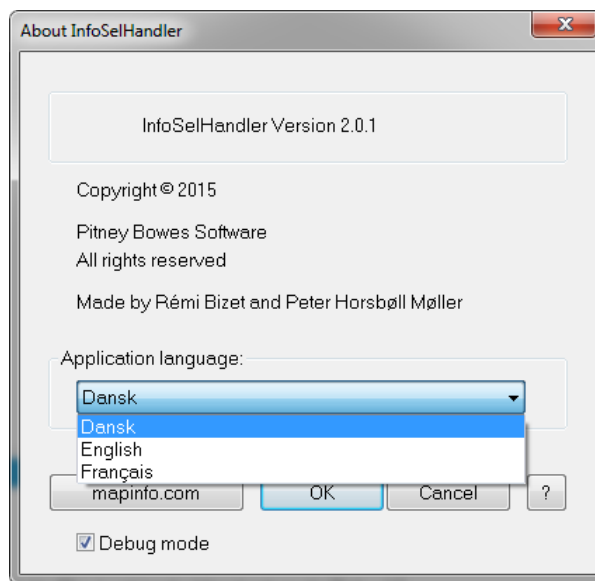 About InfoSelHandler
InfoSelHandler Version 2.0.1
Copyright © 2015
Pitney Bowes Software
All rights reserved
Made by Rémi Bizet and Peter Horsbøll Møller
Application language:
Dansk
Dansk
English
Français
mapinfo.com OK Cancel ?
Debug mode